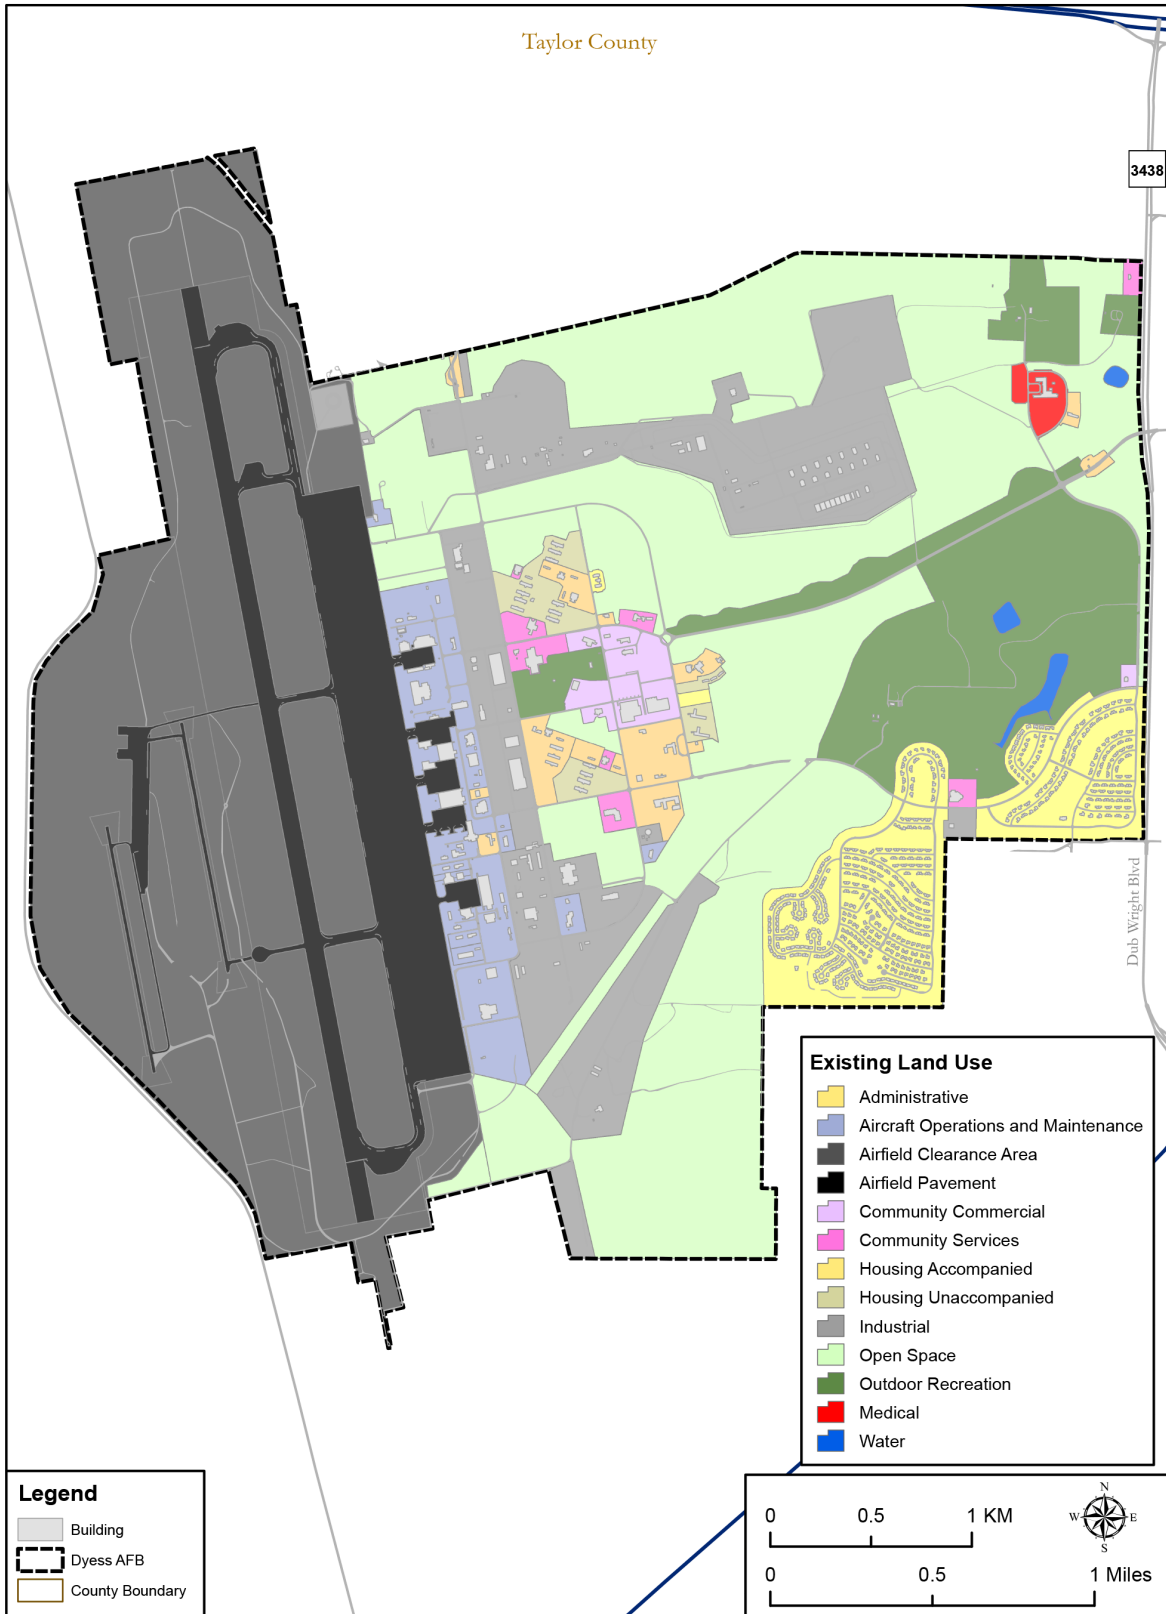 Taylor County
3438
Dub Wright Blvd
Existing Land Use
Administrative
Aircraft Operations and Maintenance
Airfield Clearance Area
Airfield Pavement
Community Commercial
Community Services
Housing Accompanied
Housing Unaccompanied
Industrial
Open Space
Outdoor Recreation
Medical
Water
Legend
Building
Dyess AFB
County Boundary
0 0.5 1 KM
0 0.5 1 Miles
N
W E
S